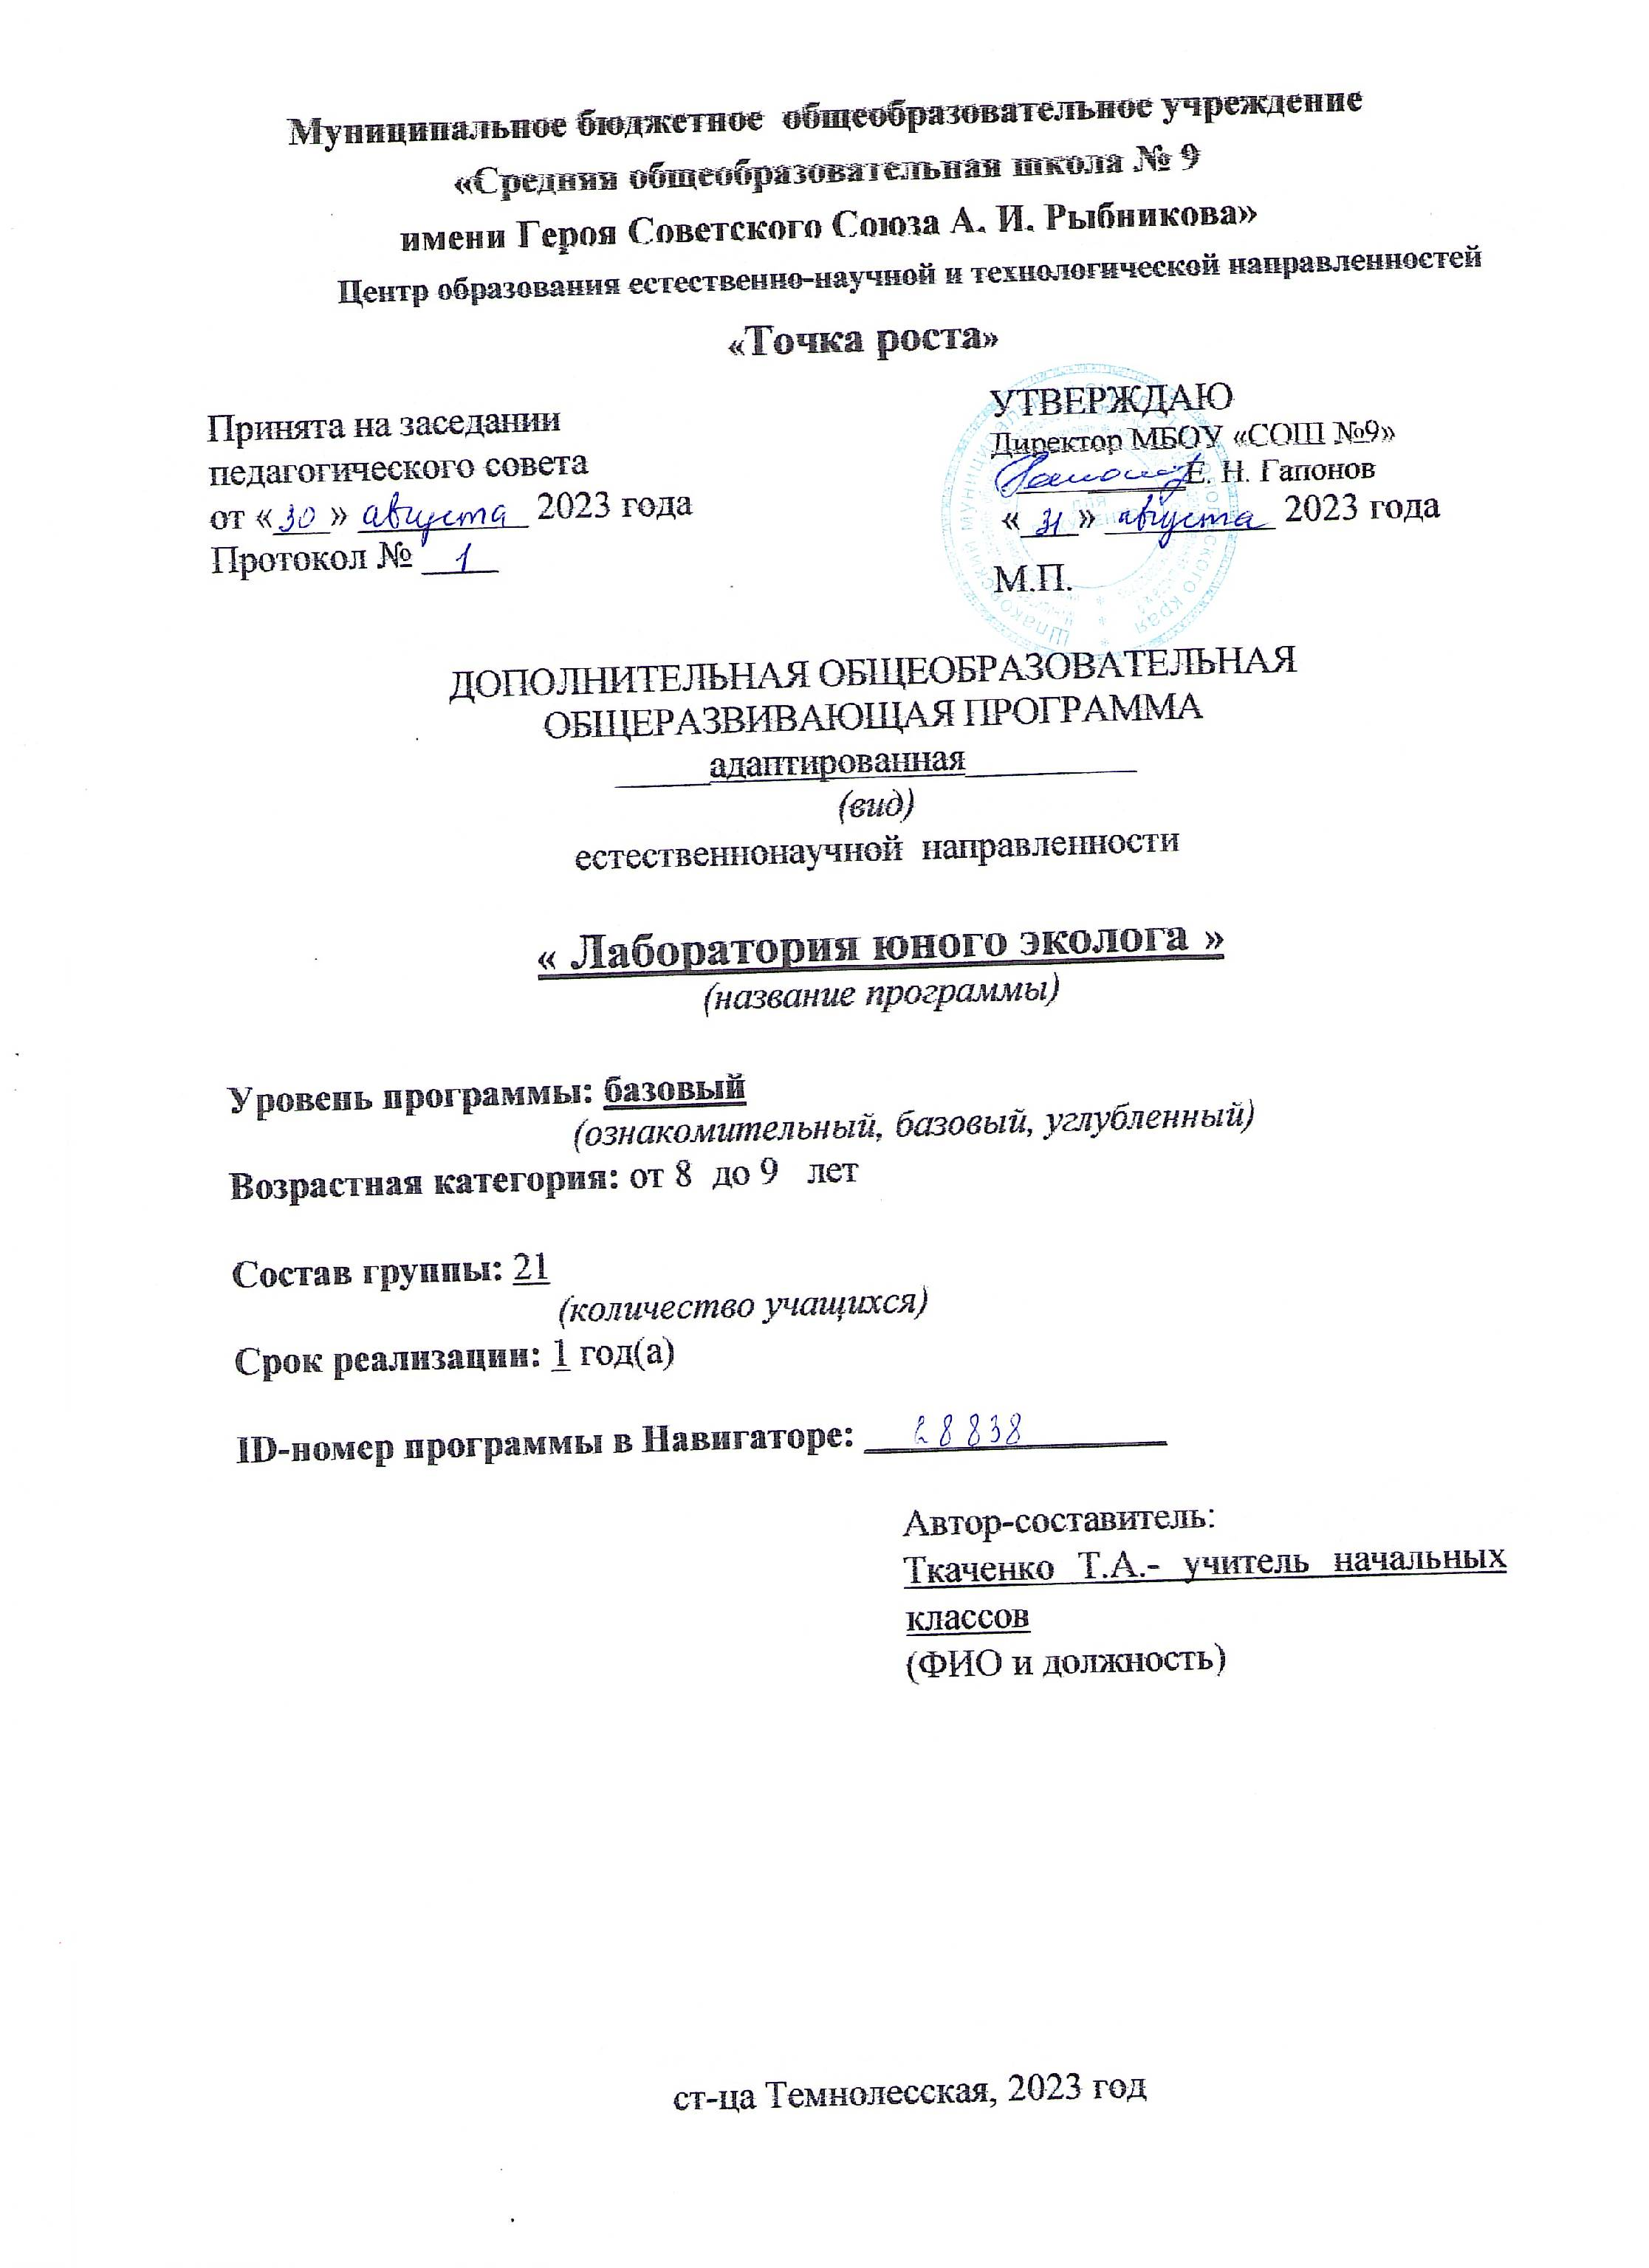 Муниципальное бюджетное общеобразовательное учреждение
«Средняя общеобразовательная школа № 9
имени Героя Советского Союза А. И. Рыбникова»
Центр образования естественно-научной и технологической направленностей
«Точка роста»
Принята на заседании
педагогического совета
от «30» августа 2023 года
Протокол № 1
УТВЕРЖДАЮ
Директор МБОУ «СОШ №9»
Е. Н. Гапонов
«31» августа 2023 года
М.П.
ДОПОЛНИТЕЛЬНАЯ ОБЩЕОБРАЗОВАТЕЛЬНАЯ
ОБЩЕРАЗВИВАЮЩАЯ ПРОГРАММА
адаптированная
(вид)
естественнонаучной направленности
« Лаборатория юного эколога »
(название программы)
Уровень программы: базовый
(ознакомительный, базовый, углубленный)
Возрастная категория: от 8 до 9 лет
Состав группы: 21
(количество учащихся)
Срок реализации: 1 год(а)
ID-номер программы в Навигаторе: 28838
Автор-составитель:
Ткаченко Т.А.- учитель начальных
классов
(ФИО и должность)
ст-ца Темнолесская, 2023 год